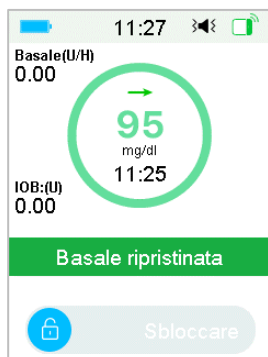 11:27
Basale(U/H)
0.00
95
mg/dl
11:25
IOB:(U)
0.00
Basale ripristinata
Sbloccare